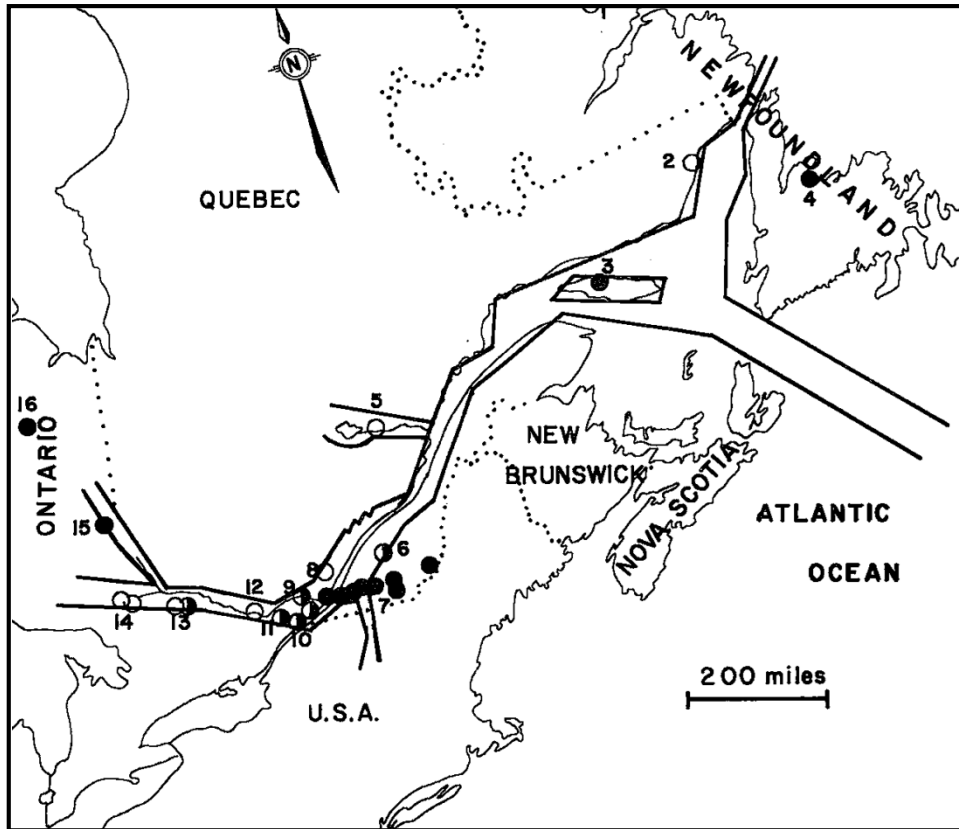 N
NEWFOUNDLAND
2
QUEBEC
4
3
5
16
NEW
BRUNSWICK
NOVA SCOTIA
ONTARIO
ATLANTIC
15
6
OCEAN
8
12
9
7
14
13
11
10
200 miles
U.S.A.